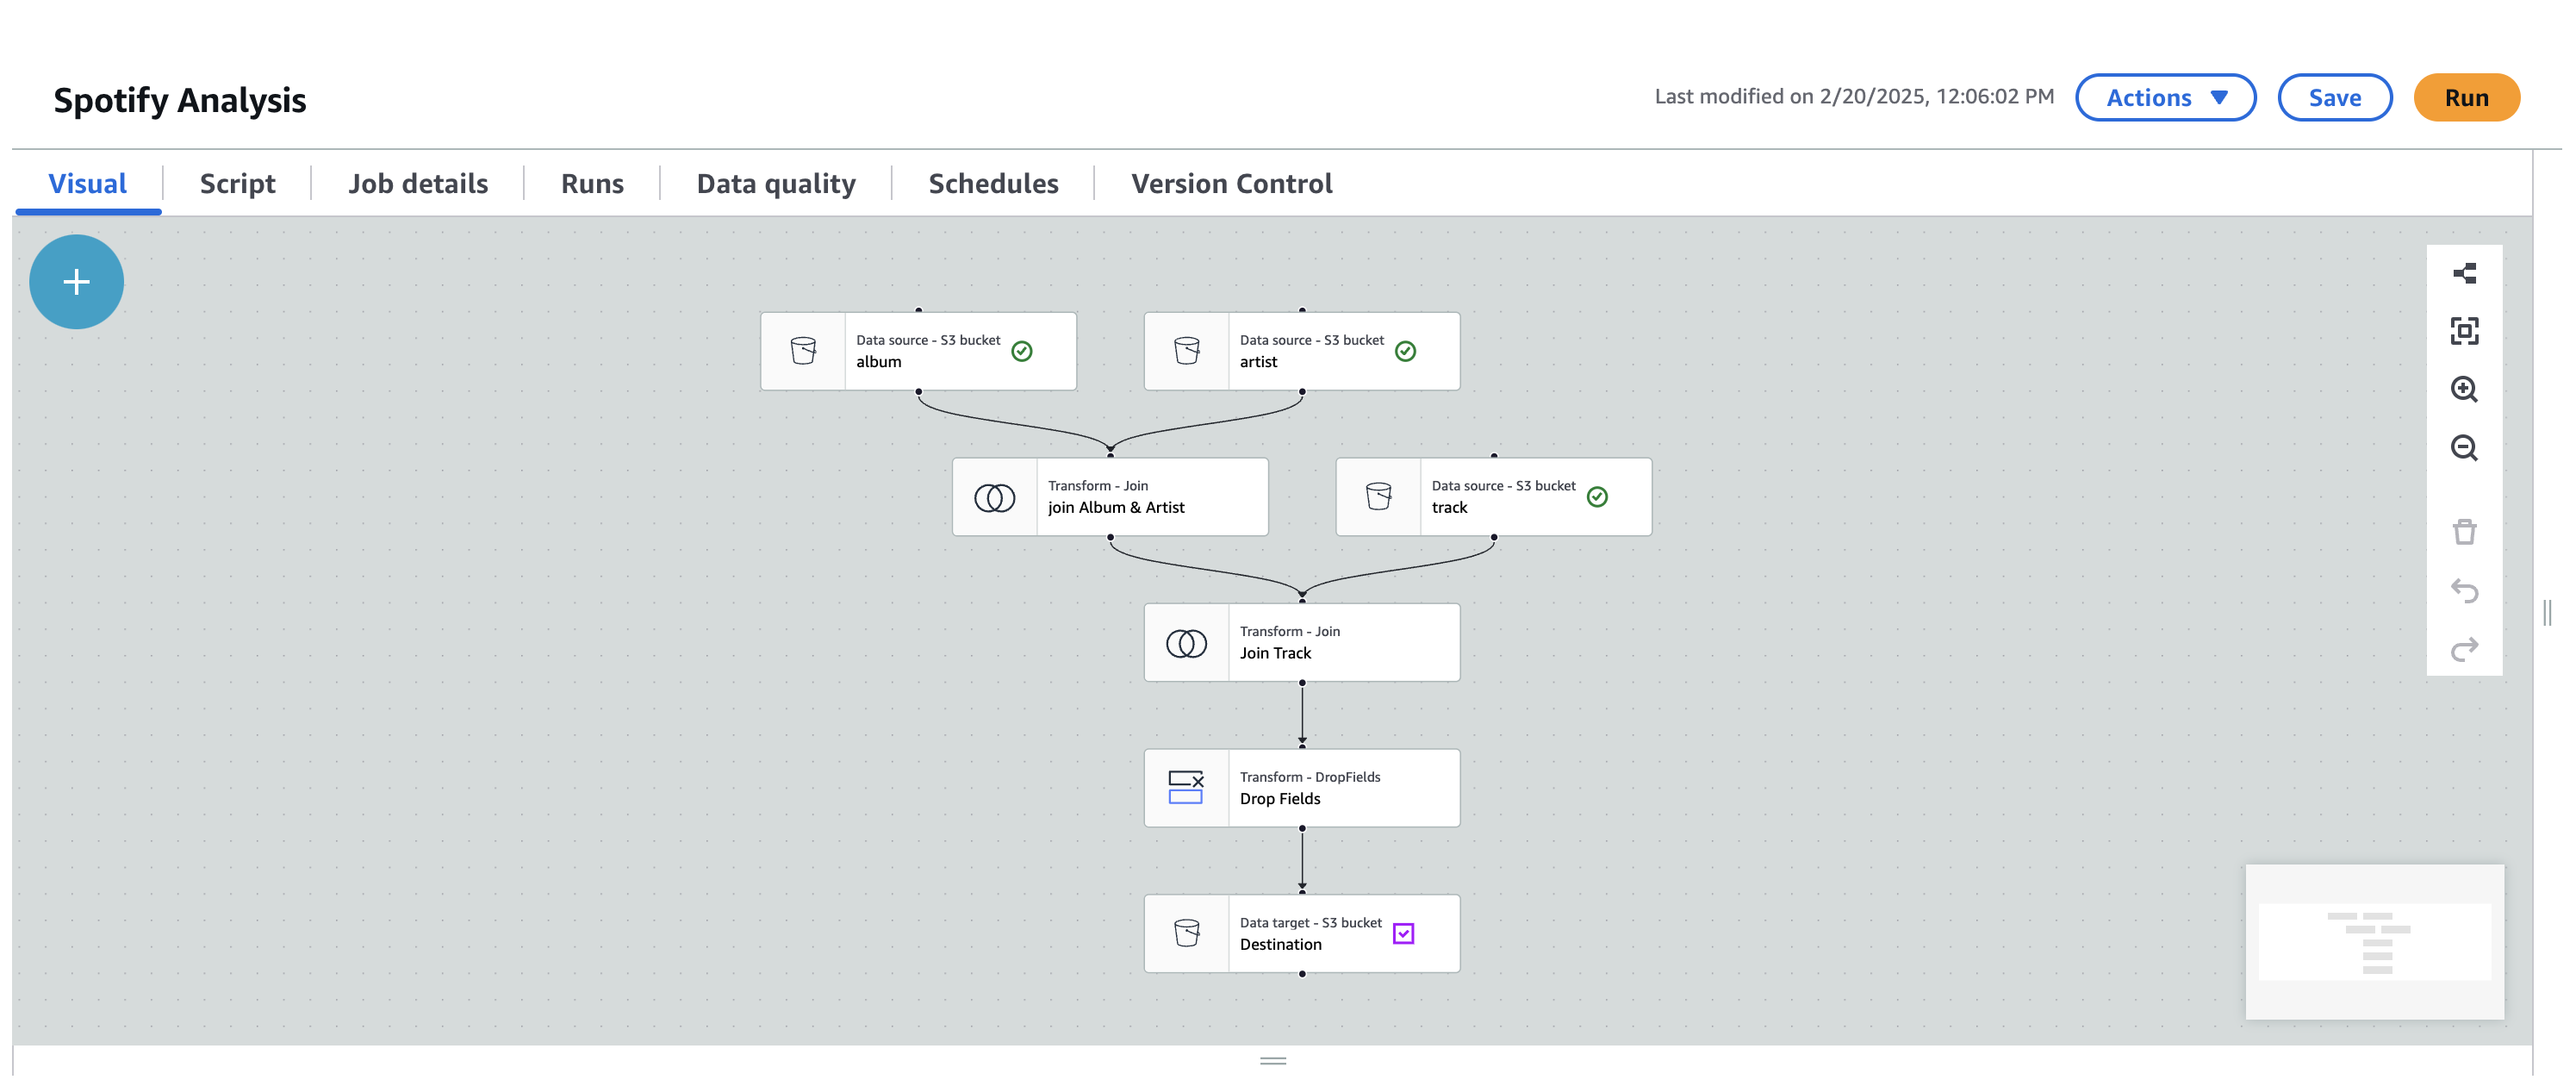 Spotify Analysis
Last modified on 2/20/2025, 12:06:02 PM
Actions
Save
Run
Visual
Script
Job details
Runs
Data quality
Schedules
Version Control
Data source - S3 bucket
album
Data source - S3 bucket
artist
Transform - Join
join Album & Artist
Data source - S3 bucket
track
Transform - Join
Join Track
Transform - DropFields
Drop Fields
Data target - S3 bucket
Destination